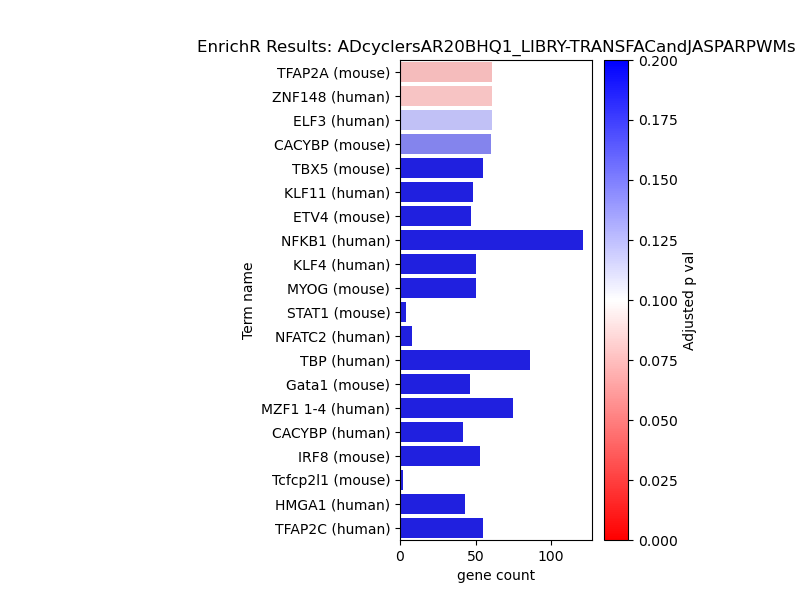 EnrichR Results: ADcyclersAR20BHQ1_LIBRY-TRANSFACandJASPARPWMs
TFAP2A (mouse)
ZNF148 (human)
ELF3 (human)
CACYBP (mouse)
TBX5 (mouse)
KLF11 (human)
ETV4 (mouse)
NFKB1 (human)
KLF4 (human)
MYOG (mouse)
STAT1 (mouse)
NFATC2 (human)
TBP (human)
Gata1 (mouse)
MZF1 1-4 (human)
CACYBP (human)
IRF8 (mouse)
Tcfcp2l1 (mouse)
HMGA1 (human)
TFAP2C (human)
Term name
0 50 100
gene count
0.200
0.175
0.150
0.125
0.100
0.075
0.050
0.025
0.000
Adjusted p val